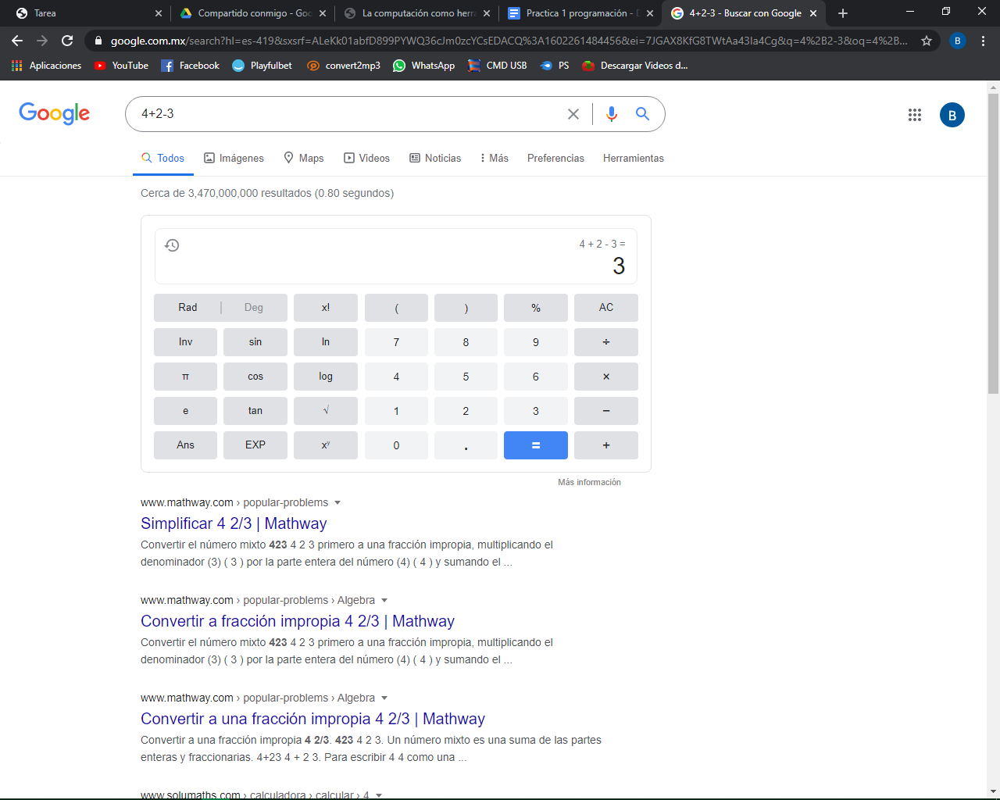 Tarea
Compartido conmigo - Goo
La computación como herra
Practica 1 programación - D
4+2-3 - Buscar con Google
google.com.mx/search?hl=es-419&sxsrf=ALeKk01abfD899PYWQ36cJm0zcYCsEDACQ%3A1602261484456&ei=7JGAX8KfG8TWtAa43Ia4Cg&q=4%2B2-3&oq=4%2B...
B
Aplicaciones
YouTube
Facebook
Playfulbet
convert2mp3
WhatsApp
CMD USB
PS
Descargar Videos d...
Google
4+2-3
B
Todos
Imágenes
Maps
Videos
Noticias
Más
Preferencias
Herramientas
Cerca de 3,470,000,000 resultados (0.80 segundos)
4 + 2 - 3 =
3
Rad | Deg x! ( ) % AC
Inv sin ln 7 8 9 ÷
π cos log 4 5 6 ×
e tan √ 1 2 3 −
Ans EXP xʸ 0 . = +
Más información
www.mathway.com › popular-problems
Simplificar 4 2/3 | Mathway
Convertir el número mixto 423 4 2 3 primero a una fracción impropia, multiplicando el
denominador (3) ( 3 ) por la parte entera del número (4) ( 4 ) y sumando el ...
www.mathway.com › popular-problems › Algebra
Convertir a fracción impropia 4 2/3 | Mathway
Convertir el número mixto 423 4 2 3 primero a una fracción impropia, multiplicando el
denominador (3) ( 3 ) por la parte entera del número (4) ( 4 ) y sumando el ...
www.mathway.com › popular-problems › Algebra
Convertir a una fracción impropia 4 2/3 | Mathway
Convertir a una fracción impropia 4 2/3. 423 4 2 3. Un número mixto es una suma de las partes
enteras y fraccionarias. 4+23 4 + 2 3. Para escribir 4 4 como una ...
www.solumaths.com › calculadora › calcular › 4